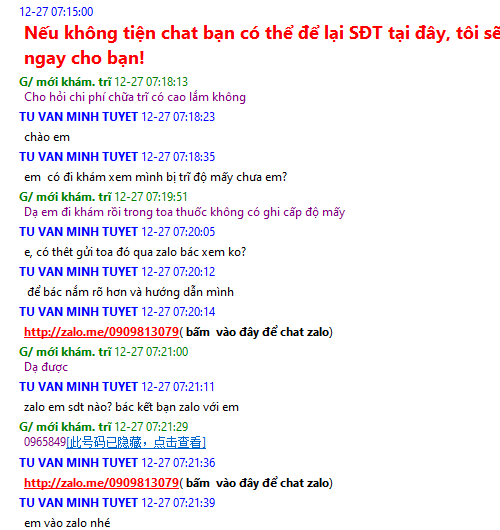 12-27 07:15:00
Nếu không tiện chat bạn có thể để lại SĐT tại đây, tôi sẽ
ngay cho bạn!
G/ mới khám. trĩ 12-27 07:18:13
Cho hỏi chi phí chữa trĩ có cao lắm không
TU VAN MINH TUYET 12-27 07:18:23
chào em
TU VAN MINH TUYET 12-27 07:18:35
em  có đi khám xem mình bị trĩ độ mấy chưa em?
G/ mới khám. trĩ 12-27 07:19:51
Dạ em đi khám rồi trong toa thuốc không có ghi cấp độ mấy
TU VAN MINH TUYET 12-27 07:20:05
e, có thêt gửi toa đó qua zalo bác xem ko?
TU VAN MINH TUYET 12-27 07:20:12
để bác nắm rõ hơn và hướng dẫn mình
TU VAN MINH TUYET 12-27 07:20:14
http://zalo.me/0909813079( bấm  vào đây để chat zalo)
G/ mới khám. trĩ 12-27 07:21:00
Dạ được
TU VAN MINH TUYET 12-27 07:21:11
zalo em sdt nào? bác kết bạn zalo với em
G/ mới khám. trĩ 12-27 07:21:29
0965849[此号码已隐藏，点击查看]
TU VAN MINH TUYET 12-27 07:21:36
http://zalo.me/0909813079( bấm  vào đây để chat zalo)
TU VAN MINH TUYET 12-27 07:21:39
em vào zalo nhé